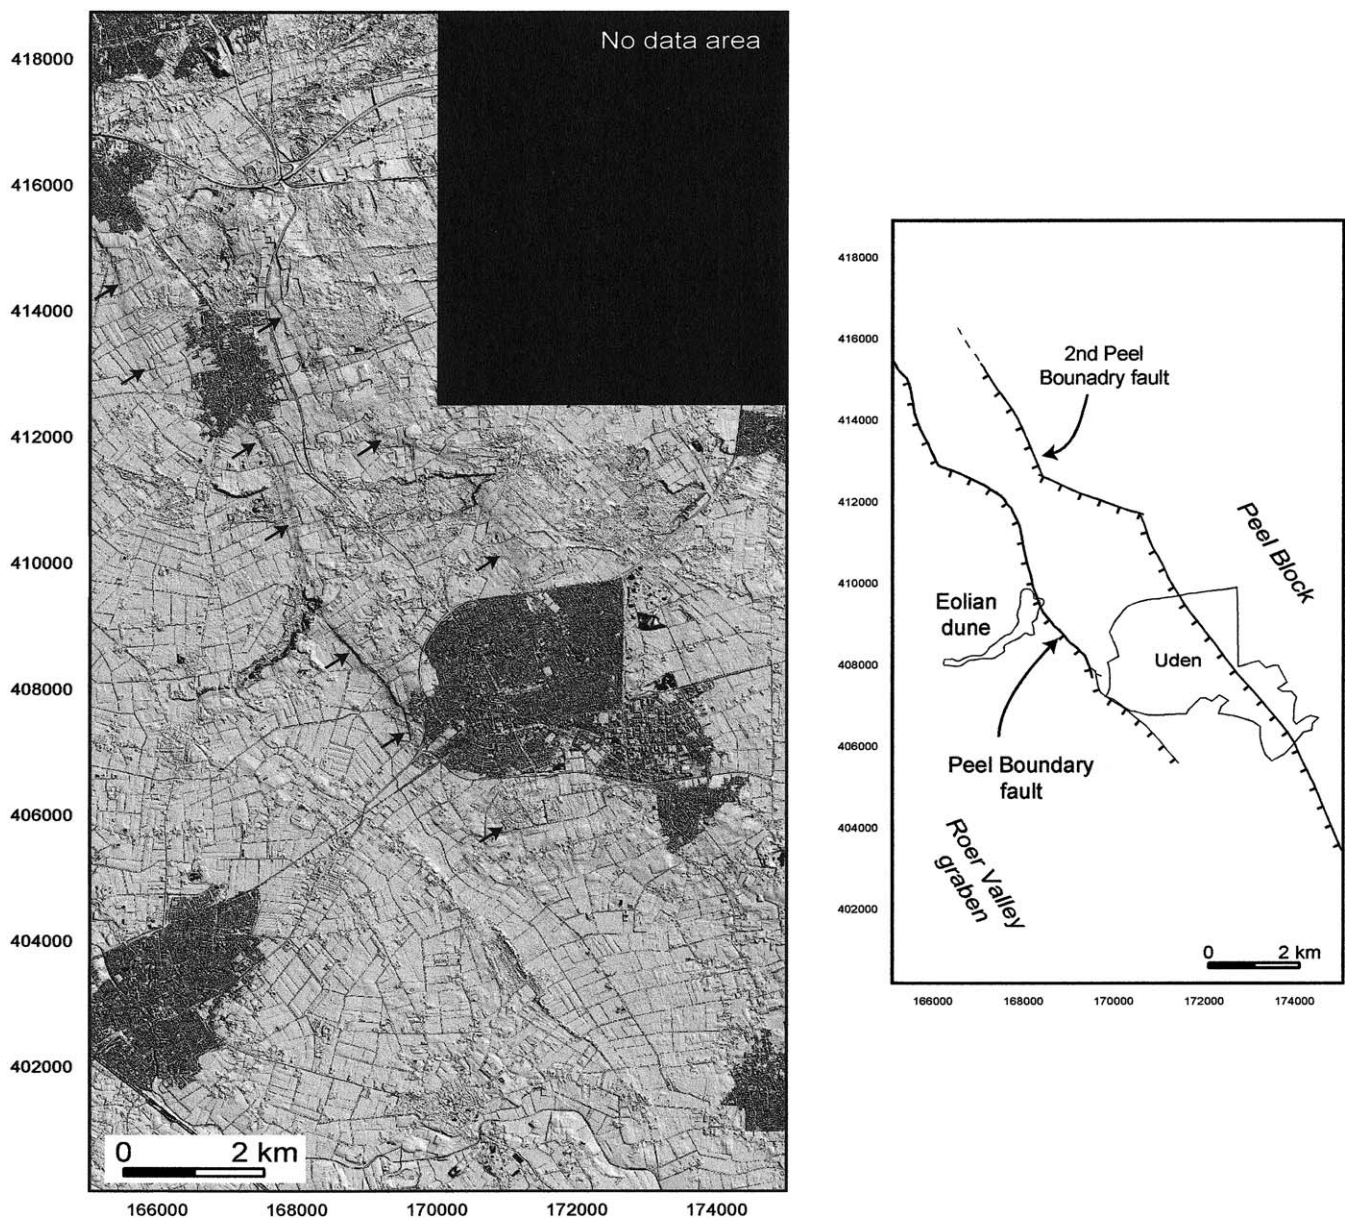 No data area
418000
416000
414000
412000
410000
408000
406000
404000
402000
0 2 km
166000 168000 170000 172000 174000
418000
416000
414000
412000
410000
408000
406000
404000
402000
2nd Peel
Bounadry fault
Peel Block
Eolian
dune
Uden
Peel Boundary
fault
Roer Valley
graben
0 2 km
166000 168000 170000 172000 174000